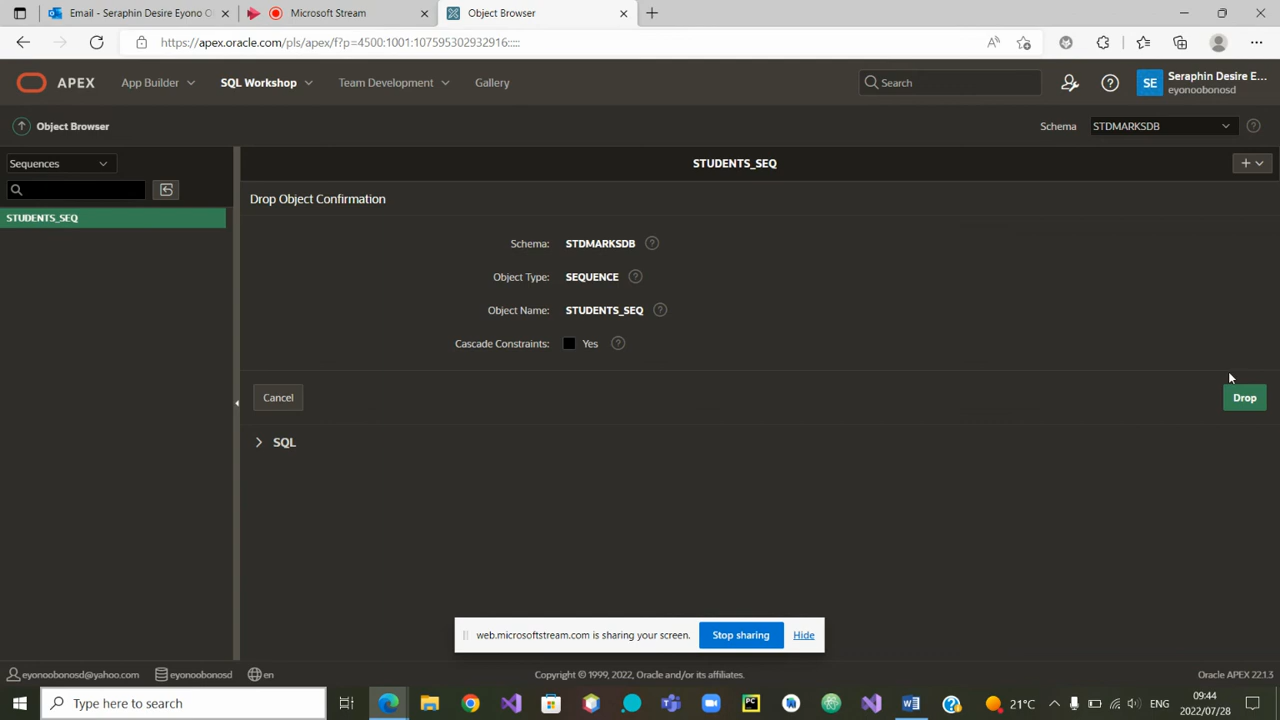 Email - Seraphin Desire Eyono O
Microsoft Stream
Object Browser
https://apex.oracle.com/pls/apex/f?p=4500:1001:107595302932916:::::
APEX
App Builder
SQL Workshop
Team Development
Gallery
Search
SE
Seraphin Desire E...
eyonoobonosd
Object Browser
Schema
STDMARKSDB
Sequences
STUDENTS_SEQ
STUDENTS_SEQ
Drop Object Confirmation
Schema: STDMARKSDB
Object Type: SEQUENCE
Object Name: STUDENTS_SEQ
Cascade Constraints: Yes
Cancel
Drop
SQL
web.microsoftstream.com is sharing your screen.
Stop sharing
Hide
eyonoobonosd@yahoo.com
eyonoobonosd
en
Copyright © 1999, 2022, Oracle and/or its affiliates.
Oracle APEX 22.1.3
Type here to search
21°C
ENG
09:44
2022/07/28